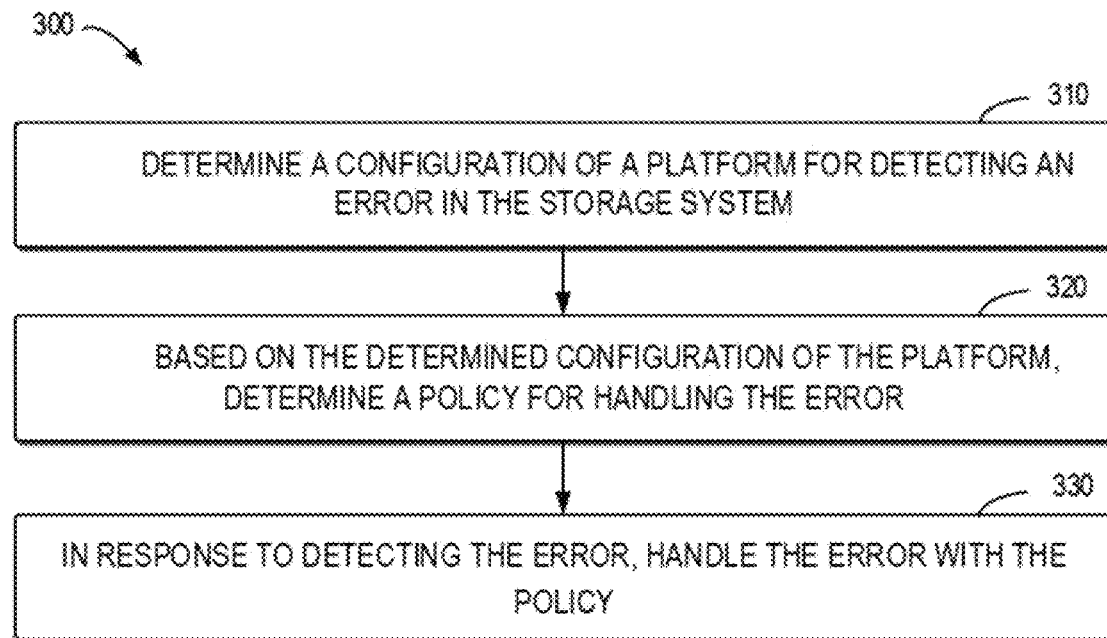 300
310
DETERMINE A CONFIGURATION OF A PLATFORM FOR DETECTING AN
ERROR IN THE STORAGE SYSTEM
320
BASED ON THE DETERMINED CONFIGURATION OF THE PLATFORM,
DETERMINE A POLICY FOR HANDLING THE ERROR
330
IN RESPONSE TO DETECTING THE ERROR, HANDLE THE ERROR WITH THE
POLICY